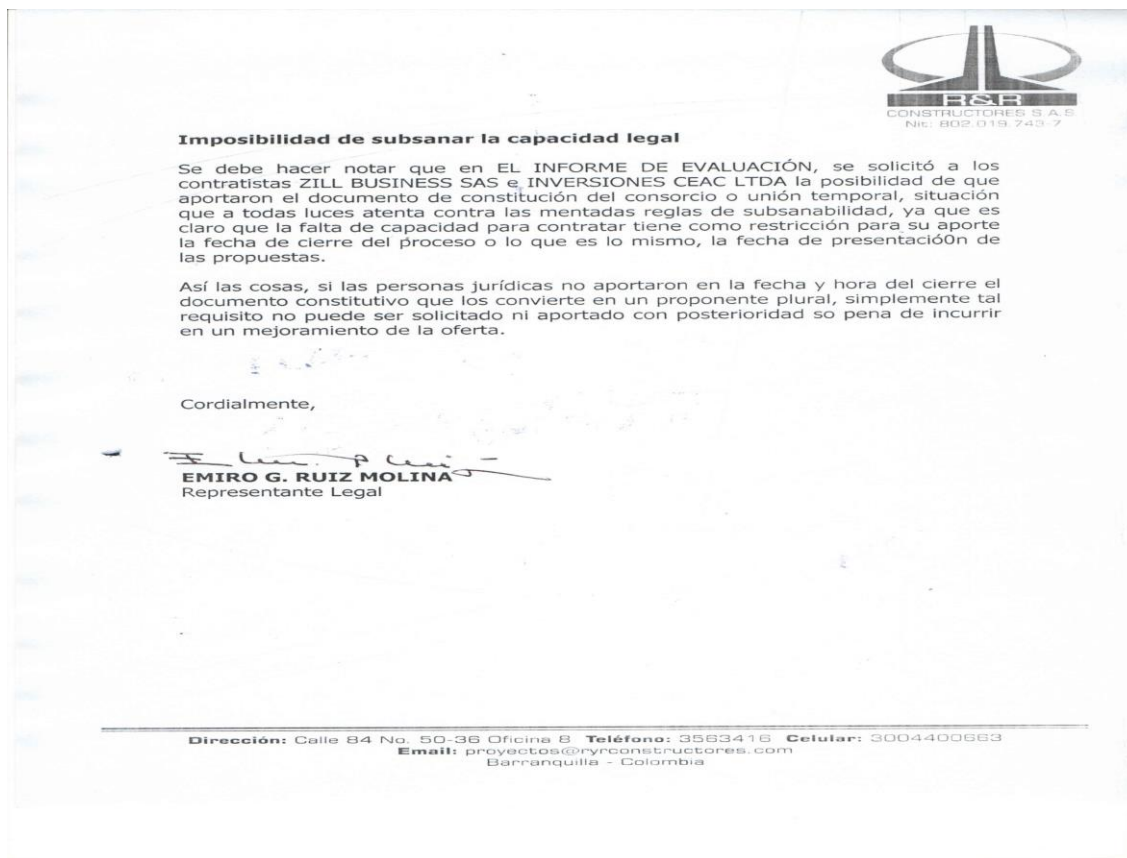 R&R
CONSTRUCTORES S.A.S
Nit: 802.019.743-7
Imposibilidad de subsanar la capacidad legal
Se debe hacer notar que en EL INFORME DE EVALUACIÓN, se solicitó a los
contratistas ZILL BUSINESS SAS e INVERSIONES CEAC LTDA la posibilidad de que
aportaron el documento de constitución del consorcio o unión temporal, situación
que a todas luces atenta contra las mentadas reglas de subsanabilidad, ya que es
claro que la falta de capacidad para contratar tiene como restricción para su aporte
la fecha de cierre del proceso o lo que es lo mismo, la fecha de presentació0n de
las propuestas.
Así las cosas, si las personas jurídicas no aportaron en la fecha y hora del cierre el
documento constitutivo que los convierte en un proponente plural, simplemente tal
requisito no puede ser solicitado ni aportado con posterioridad so pena de incurrir
en un mejoramiento de la oferta.
Cordialmente,
EMIRO G. RUIZ MOLINA
Representante Legal
Dirección: Calle 84 No. 50-36 Oficina 8 Teléfono: 3563416 Celular: 3004400663
Email: proyectos@ryrconstructores.com
Barranquilla - Colombia